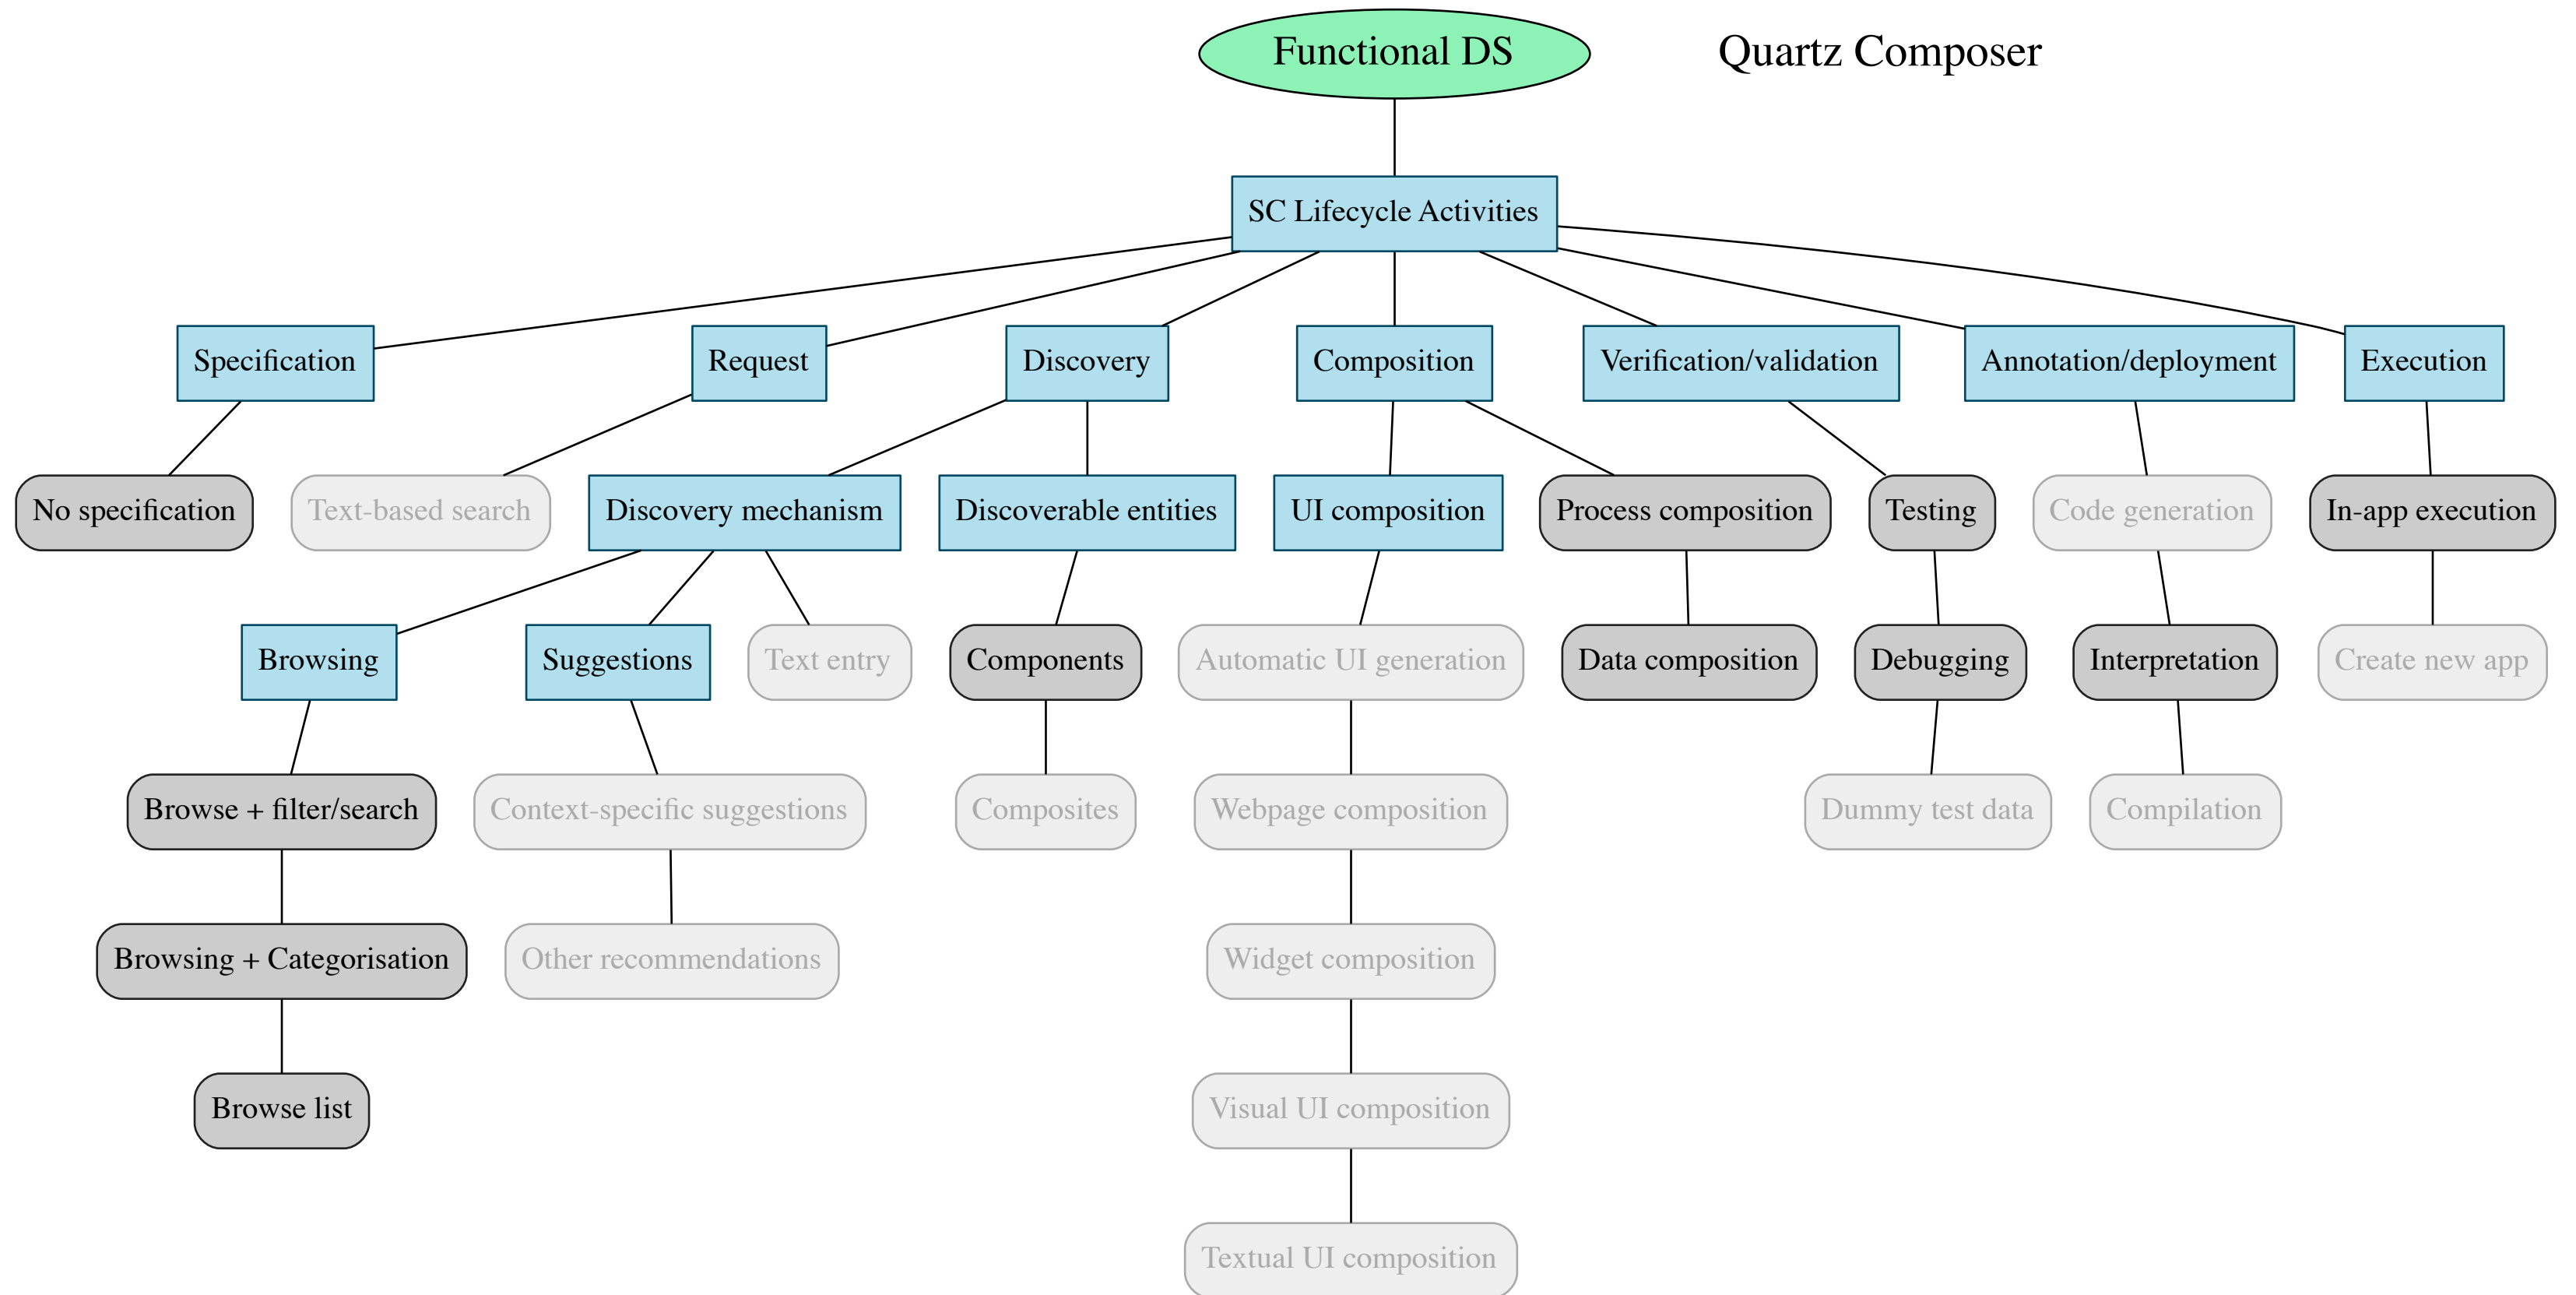 Functional DS
Quartz Composer
SC Lifecycle Activities
Specification
Request
Discovery
Composition
Verification/validation
Annotation/deployment
Execution
No specification
Text-based search
Discovery mechanism
Discoverable entities
UI composition
Process composition
Testing
Code generation
In-app execution
Browsing
Suggestions
Text entry
Components
Automatic UI generation
Data composition
Debugging
Interpretation
Create new app
Browse + filter/search
Context-specific suggestions
Composites
Webpage composition
Dummy test data
Compilation
Browsing + Categorisation
Other recommendations
Widget composition
Browse list
Visual UI composition
Textual UI composition